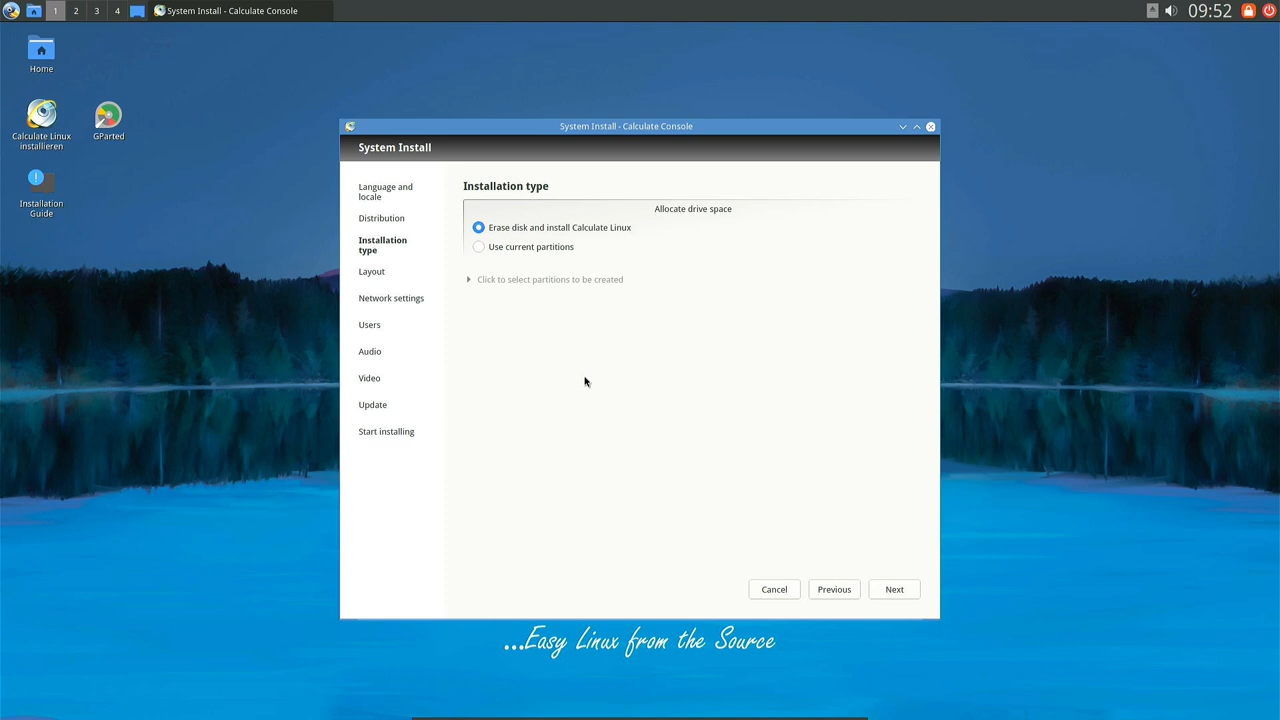 1
2
3
4
System Install - Calculate Console
09:52
Home
Calculate Linux
installieren
GParted
Installation
Guide
System Install - Calculate Console
System Install
Language and
locale
Distribution
Installation
type
Layout
Network settings
Users
Audio
Video
Update
Start installing
Installation type
Allocate drive space
Erase disk and install Calculate Linux
Use current partitions
Click to select partitions to be created
Cancel
Previous
Next
...Easy Linux from the Source